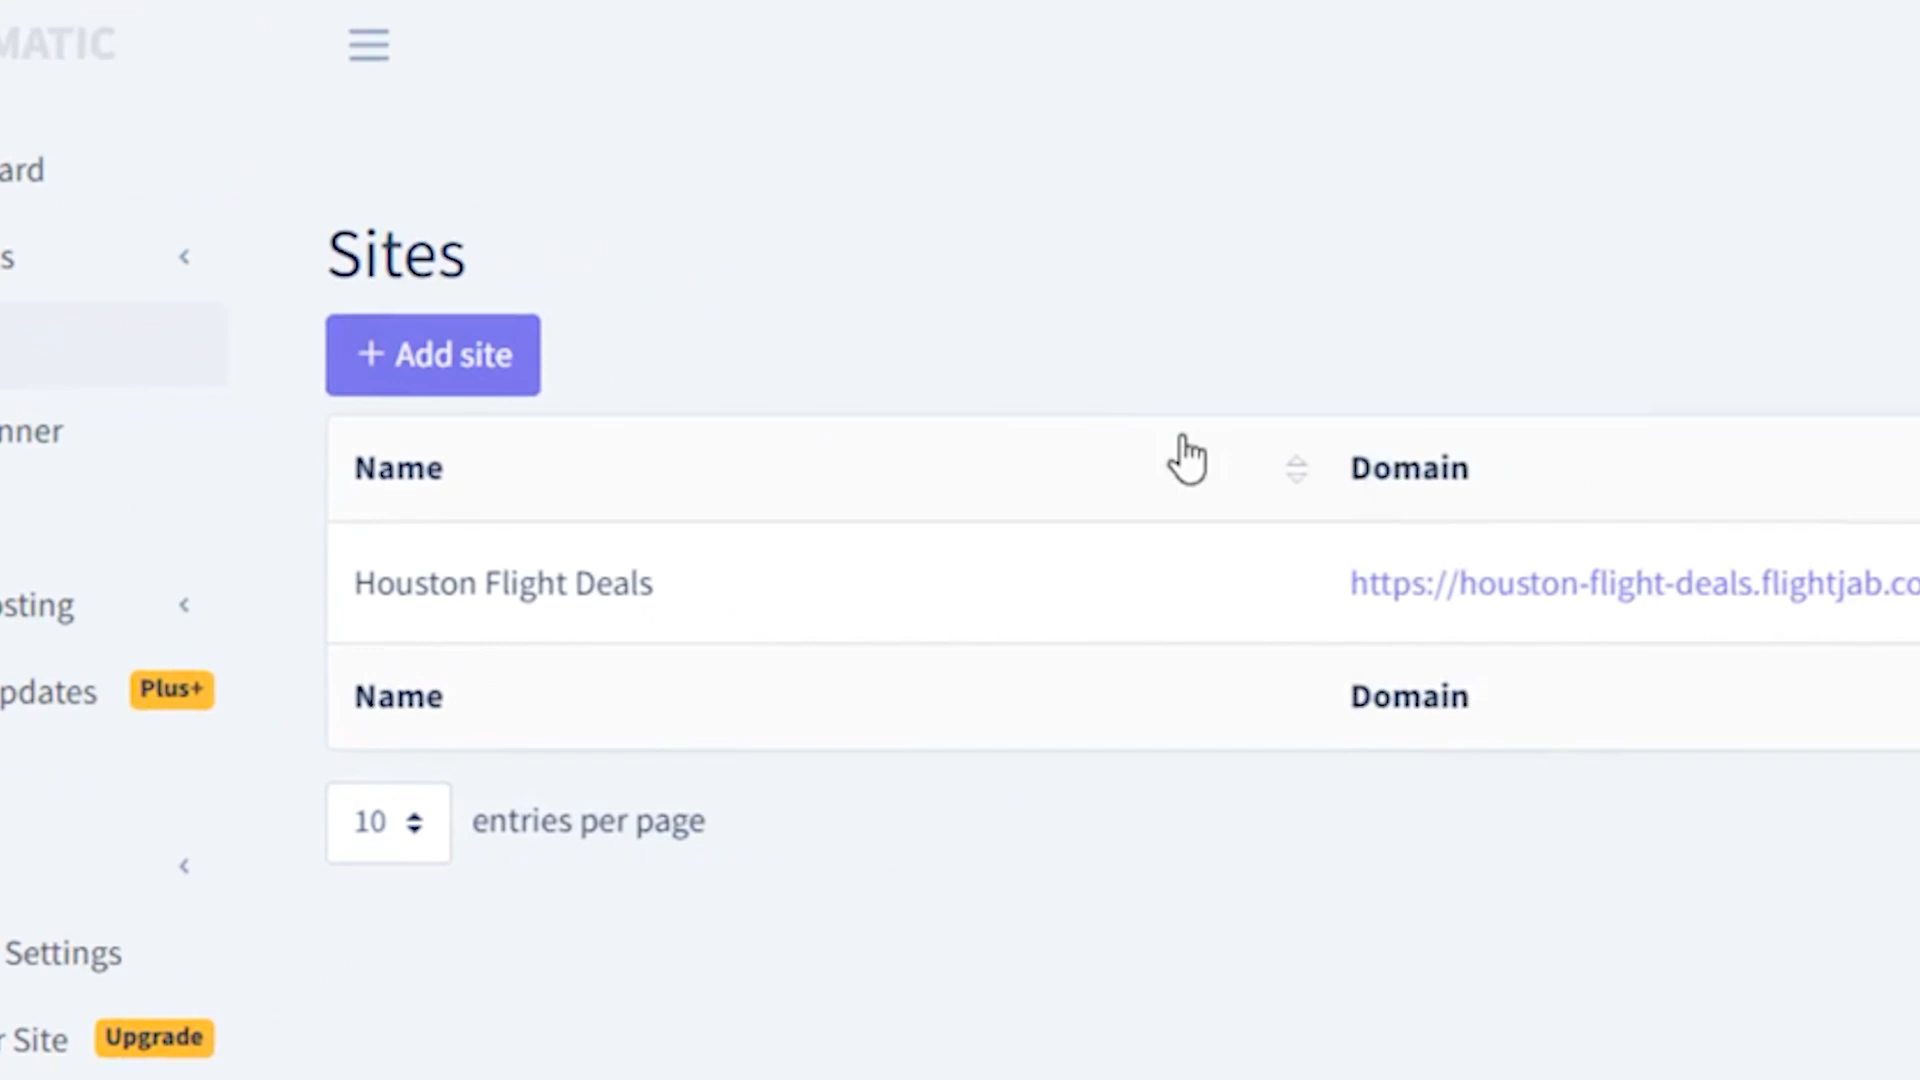 MATIC
ard
s
Sites
+ Add site
nner
Name Domain
Houston Flight Deals https://houston-flight-deals.flightjab.co
osting
pdates Plus+
Name Domain
10 entries per page
Settings
r Site Upgrade